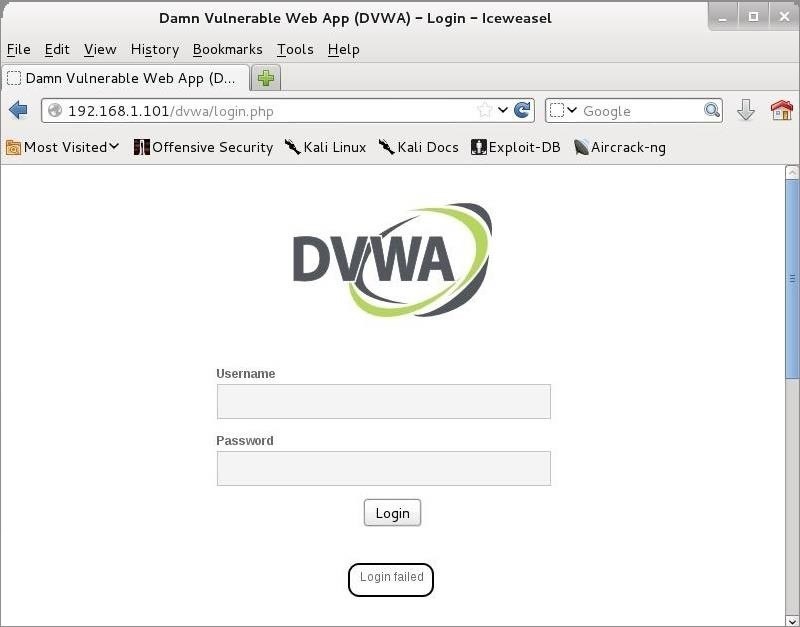 Damn Vulnerable Web App (DVWA) – Login – Iceweasel
File Edit View History Bookmarks Tools Help
Damn Vulnerable Web App (D...
192.168.1.101/dvwa/login.php Google
Most Visited Offensive Security Kali Linux Kali Docs Exploit-DB Aircrack-ng
DVWA
Username
Password
Login
Login failed